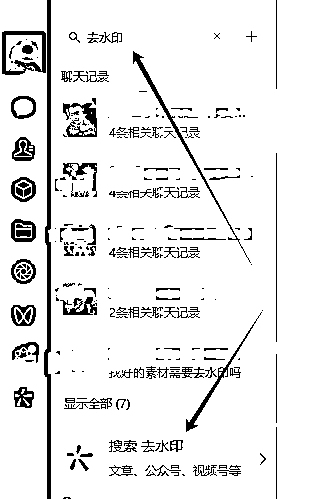 去水印
聊天记录
4条相关聊天记录
4条相关聊天记录
4条相关聊天记录
2条相关聊天记录
找好的素材需要去水印吗
显示全部 (7)
搜索 去水印
文章、公众号、视频号等